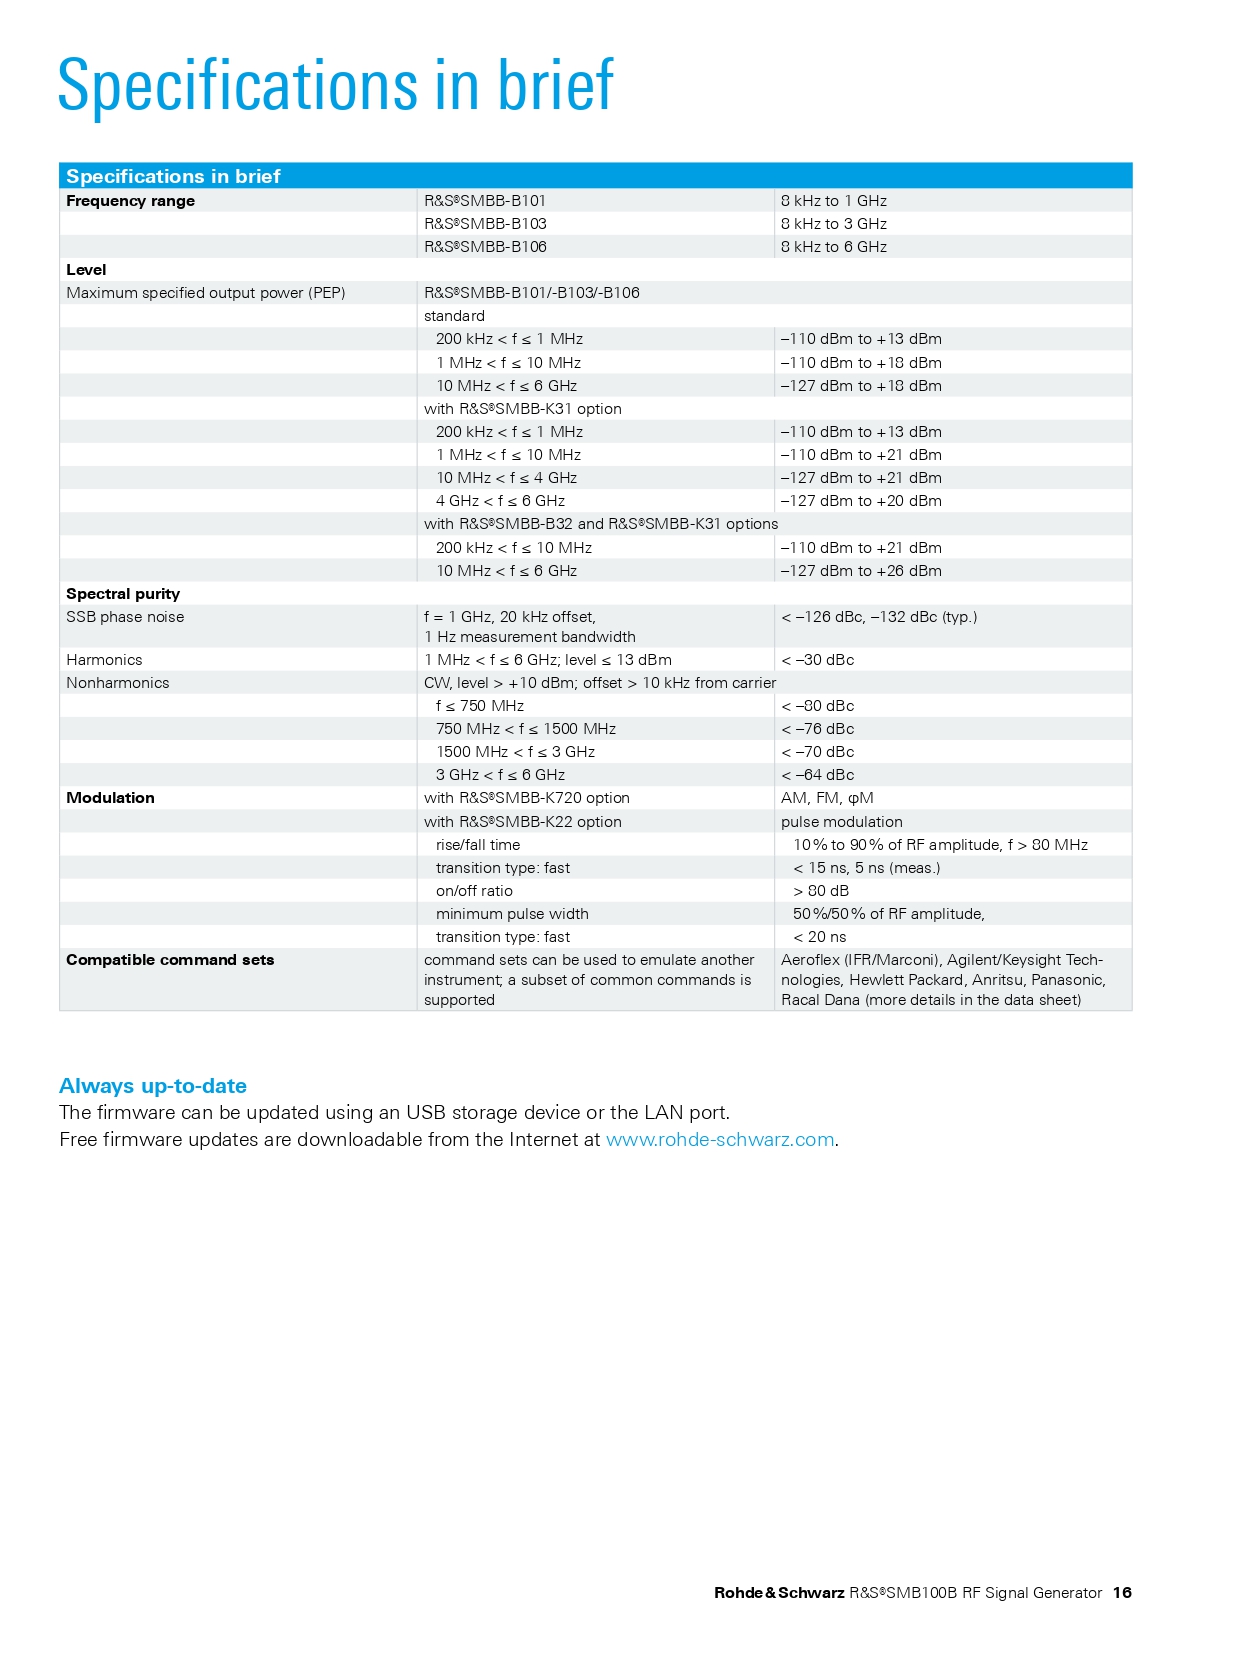 Specifications in brief
Specifications in brief
Frequency range R&S®SMBB-B101 8 kHz to 1 GHz
R&S®SMBB-B103 8 kHz to 3 GHz
R&S®SMBB-B106 8 kHz to 6 GHz
Level
Maximum specified output power (PEP) R&S®SMBB-B101/-B103/-B106
standard
200 kHz < f ≤ 1 MHz –110 dBm to +13 dBm
1 MHz < f ≤ 10 MHz –110 dBm to +18 dBm
10 MHz < f ≤ 6 GHz –127 dBm to +18 dBm
with R&S®SMBB-K31 option
200 kHz < f ≤ 1 MHz –110 dBm to +13 dBm
1 MHz < f ≤ 10 MHz –110 dBm to +21 dBm
10 MHz < f ≤ 4 GHz –127 dBm to +21 dBm
4 GHz < f ≤ 6 GHz –127 dBm to +20 dBm
with R&S®SMBB-B32 and R&S®SMBB-K31 options
200 kHz < f ≤ 10 MHz –110 dBm to +21 dBm
10 MHz < f ≤ 6 GHz –127 dBm to +26 dBm
Spectral purity
SSB phase noise f = 1 GHz, 20 kHz offset, < –126 dBc, –132 dBc (typ.)
1 Hz measurement bandwidth
Harmonics 1 MHz < f ≤ 6 GHz; level ≤ 13 dBm < –30 dBc
Nonharmonics CW, level > +10 dBm; offset > 10 kHz from carrier
f ≤ 750 MHz < –80 dBc
750 MHz < f ≤ 1500 MHz < –76 dBc
1500 MHz < f ≤ 3 GHz < –70 dBc
3 GHz < f ≤ 6 GHz < –64 dBc
Modulation with R&S®SMBB-K720 option AM, FM, φM
with R&S®SMBB-K22 option pulse modulation
rise/fall time 10 % to 90 % of RF amplitude, f > 80 MHz
transition type: fast < 15 ns, 5 ns (meas.)
on/off ratio > 80 dB
minimum pulse width 50 %/50 % of RF amplitude,
transition type: fast < 20 ns
Compatible command sets command sets can be used to emulate another Aeroflex (IFR/Marconi), Agilent/Keysight Tech-
instrument; a subset of common commands is nologies, Hewlett Packard, Anritsu, Panasonic,
supported Racal Dana (more details in the data sheet)
Always up-to-date
The firmware can be updated using an USB storage device or the LAN port.
Free firmware updates are downloadable from the Internet at www.rohde-schwarz.com.
Rohde & Schwarz R&S®SMB100B RF Signal Generator 16